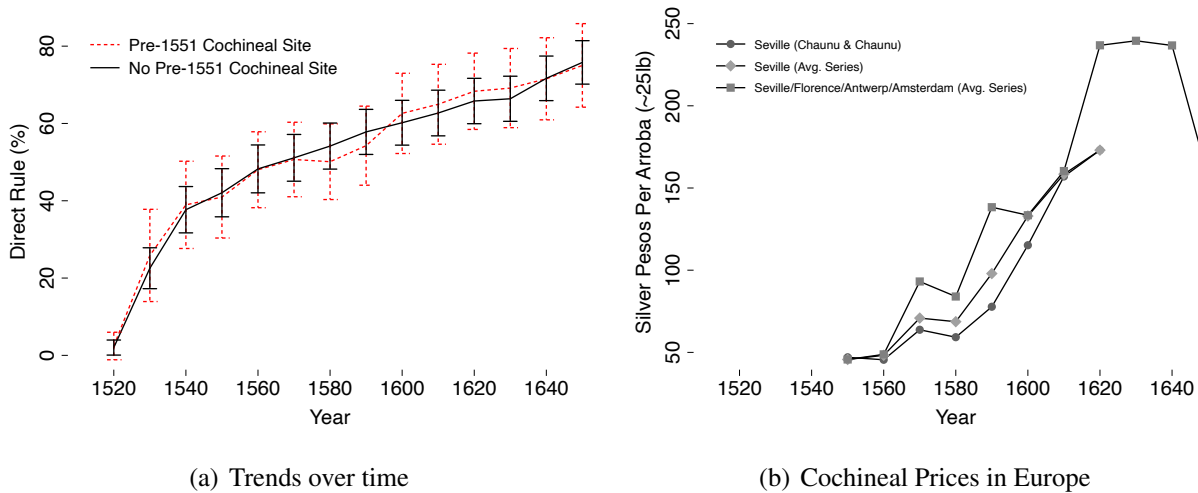 Pre-1551 Cochineal Site
No Pre-1551 Cochineal Site
Direct Rule (%)
80
60
40
20
0
1520 1540 1560 1580 1600 1620 1640
Year
(a) Trends over time
Seville (Chaunu & Chaunu)
Seville (Avg. Series)
Seville/Florence/Antwerp/Amsterdam (Avg. Series)
Silver Pesos Per Arroba (~25lb)
250
200
150
100
50
1520 1540 1560 1580 1600 1620 1640
Year
(b) Cochineal Prices in Europe